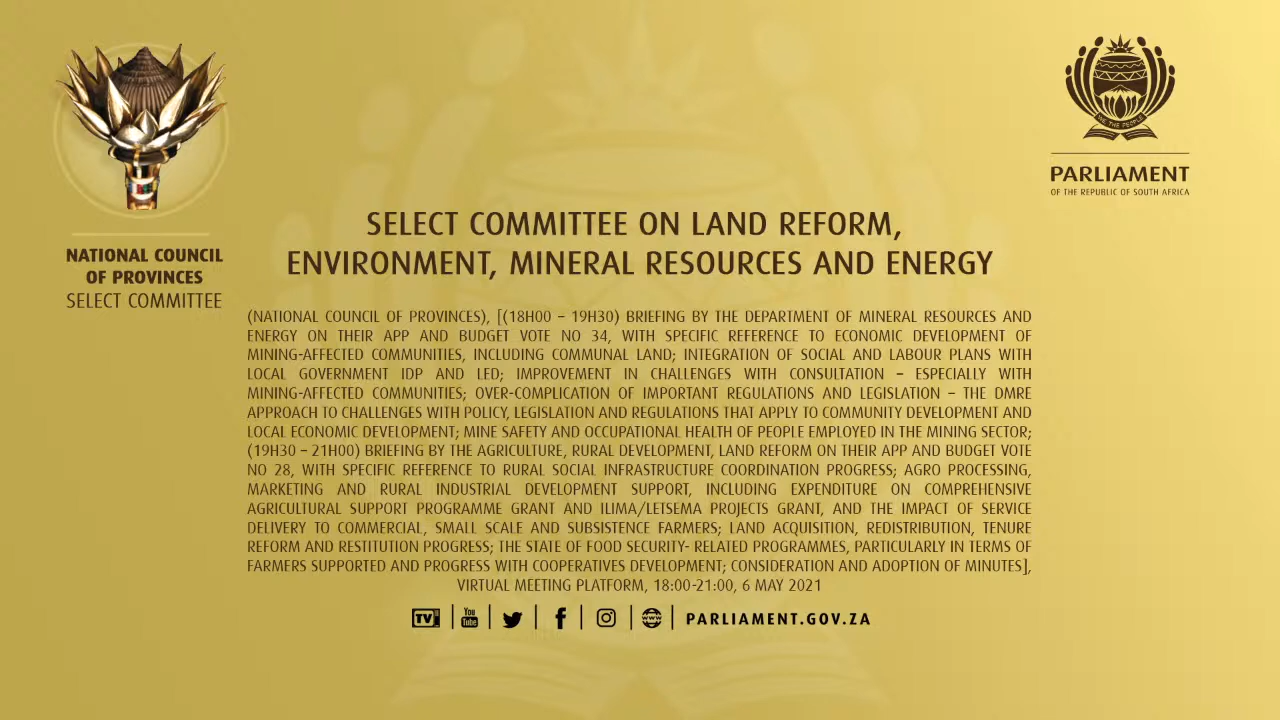 NATIONAL COUNCIL
OF PROVINCES
SELECT COMMITTEE
WE THE PEOPLE
PARLIAMENT
OF THE REPUBLIC OF SOUTH AFRICA
SELECT COMMITTEE ON LAND REFORM,
ENVIRONMENT, MINERAL RESOURCES AND ENERGY
(NATIONAL COUNCIL OF PROVINCES), [(18H00 – 19H30) BRIEFING BY THE DEPARTMENT OF MINERAL RESOURCES AND
ENERGY ON THEIR APP AND BUDGET VOTE NO 34, WITH SPECIFIC REFERENCE TO ECONOMIC DEVELOPMENT OF
MINING-AFFECTED COMMUNITIES, INCLUDING COMMUNAL LAND; INTEGRATION OF SOCIAL AND LABOUR PLANS WITH
LOCAL GOVERNMENT IDP AND LED; IMPROVEMENT IN CHALLENGES WITH CONSULTATION – ESPECIALLY WITH
MINING-AFFECTED COMMUNITIES; OVER-COMPLICATION OF IMPORTANT REGULATIONS AND LEGISLATION – THE DMRE
APPROACH TO CHALLENGES WITH POLICY, LEGISLATION AND REGULATIONS THAT APPLY TO COMMUNITY DEVELOPMENT AND
LOCAL ECONOMIC DEVELOPMENT; MINE SAFETY AND OCCUPATIONAL HEALTH OF PEOPLE EMPLOYED IN THE MINING SECTOR;
(19H30 – 21H00) BRIEFING BY THE AGRICULTURE, RURAL DEVELOPMENT, LAND REFORM ON THEIR APP AND BUDGET VOTE
NO 28, WITH SPECIFIC REFERENCE TO RURAL SOCIAL INFRASTRUCTURE COORDINATION PROGRESS; AGRO PROCESSING,
MARKETING AND RURAL INDUSTRIAL DEVELOPMENT SUPPORT, INCLUDING EXPENDITURE ON COMPREHENSIVE
AGRICULTURAL SUPPORT PROGRAMME GRANT AND ILIMA/LETSEMA PROJECTS GRANT, AND THE IMPACT OF SERVICE
DELIVERY TO COMMERCIAL, SMALL SCALE AND SUBSISTENCE FARMERS; LAND ACQUISITION, REDISTRIBUTION, TENURE
REFORM AND RESTITUTION PROGRESS; THE STATE OF FOOD SECURITY- RELATED PROGRAMMES, PARTICULARLY IN TERMS OF
FARMERS SUPPORTED AND PROGRESS WITH COOPERATIVES DEVELOPMENT; CONSIDERATION AND ADOPTION OF MINUTES],
VIRTUAL MEETING PLATFORM, 18:00-21:00, 6 MAY 2021
TV You Tube WWW PARLIAMENT.GOV.ZA